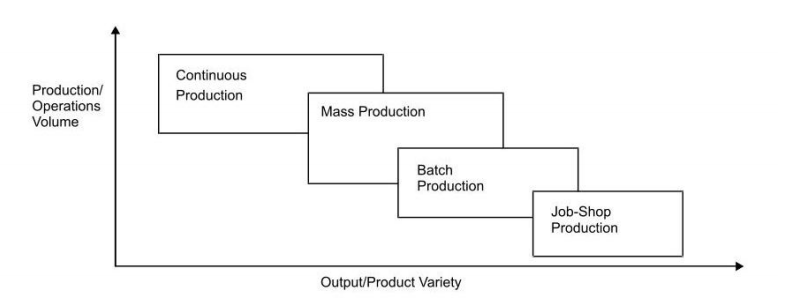 Continuous
Production
Production/
Operations
Volume
Mass Production
Batch
Production
Job-Shop
Production
Output/Product Variety